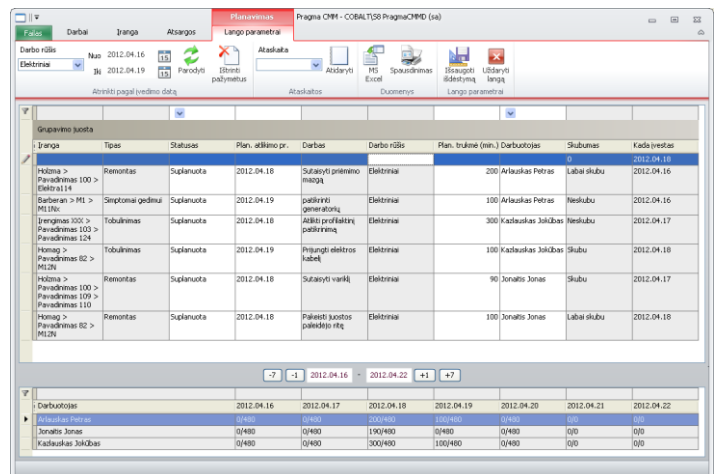 Planavimas Pragma CMM - COBALT\S8 PragmaCMMD (sa)
Failas Darbai Įranga Atsargos Lango parametrai
Darbo rūšis
Elektriniai
Nuo 2012.04.16 15
Iki 2012.04.19 15
Parodyti
Ištrinti pažymėtus
Ataskaita
Atidaryti
MS Excel
Spausdinimas
Išsaugoti išdėstymą
Uždaryti langą
Atrinkti pagal įvedimo datą Ataskaitos Duomenys Lango parametrai
Grupavimo juosta
Įranga Tipas Statusas Plan. atlikimo pr. Darbas Darbo rūšis Plan. trukmė (min.) Darbuotojas Skubumas Kada įvestas
0 2012.04.18
Holzma > Remontas Suplanuota 2012.04.18 Sutaisyti priėmimo Elektriniai 200 Arlauskas Petras Labai skubu 2012.04.16
Pavadinimas 100 > mazgą
Elektra114
Barberan > M1 > Simptomai gedimui Suplanuota 2012.04.19 patikrinti Elektriniai 100 Arlauskas Petras Neskubu 2012.04.16
M11Nx generatorių
Įrengimas XXX > Tobulinimas Suplanuota 2012.04.18 Atlikti profilaktinį Elektriniai 300 Kazlauskas Jokūbas Neskubu 2012.04.17
Pavadinimas 103 > patikrinimą
Pavadinimas 124
Homag > Tobulinimas Suplanuota 2012.04.19 Prijungti elektros Elektriniai 100 Kazlauskas Jokūbas Skubu 2012.04.18
Pavadinimas 82 > kabelį
M12N
Holzma > Remontas Suplanuota 2012.04.18 Sutaisyti variklį Elektriniai 90 Jonaitis Jonas Skubu 2012.04.17
Pavadinimas 100 >
Pavadinimas 109 >
Pavadinimas 110
Homag > Remontas Suplanuota 2012.04.18 Pakeisti juostos Elektriniai 100 Jonaitis Jonas Labai skubu 2012.04.18
Pavadinimas 82 > paleidėjo ritę
M12N
-7 -1 2012.04.16 - 2012.04.22 +1 +7
Darbuotojas 2012.04.16 2012.04.17 2012.04.18 2012.04.19 2012.04.20 2012.04.21 2012.04.22
Arlauskas Petras 0/480 0/480 200/480 100/480 0/480 0/0 0/0
Jonaitis Jonas 0/480 0/480 190/480 0/480 0/480 0/0 0/0
Kazlauskas Jokūbas 0/480 0/480 300/480 100/480 0/480 0/0 0/0